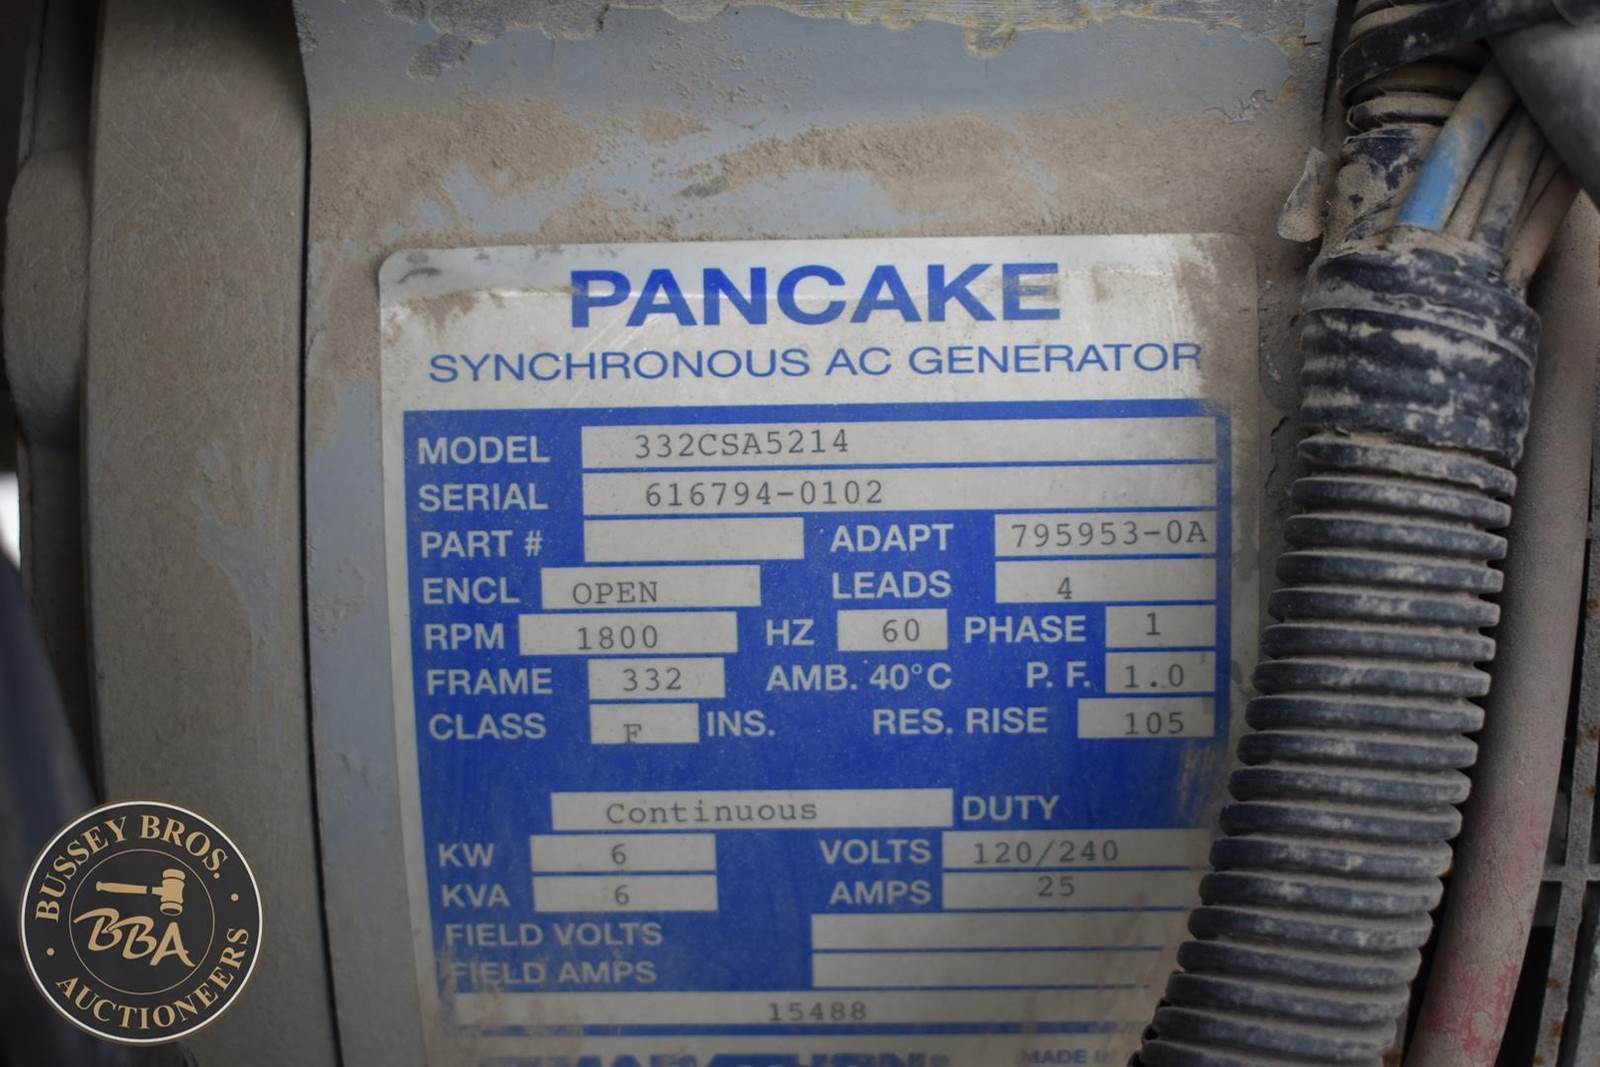 PANCAKE
SYNCHRONOUS AC GENERATOR
MODEL 332CSA5214
SERIAL 616794-0102
PART # ADAPT 795953-0A
ENCL OPEN LEADS 4
RPM 1800 HZ 60 PHASE 1
FRAME 332 AMB. 40°C P. F. 1.0
CLASS F INS. RES. RISE 105
Continuous DUTY
KW 6 VOLTS 120/240
KVA 6 AMPS 25
FIELD VOLTS
FIELD AMPS
15488
MADE
BUSSEY BROS.
BBA
AUCTIONEERS